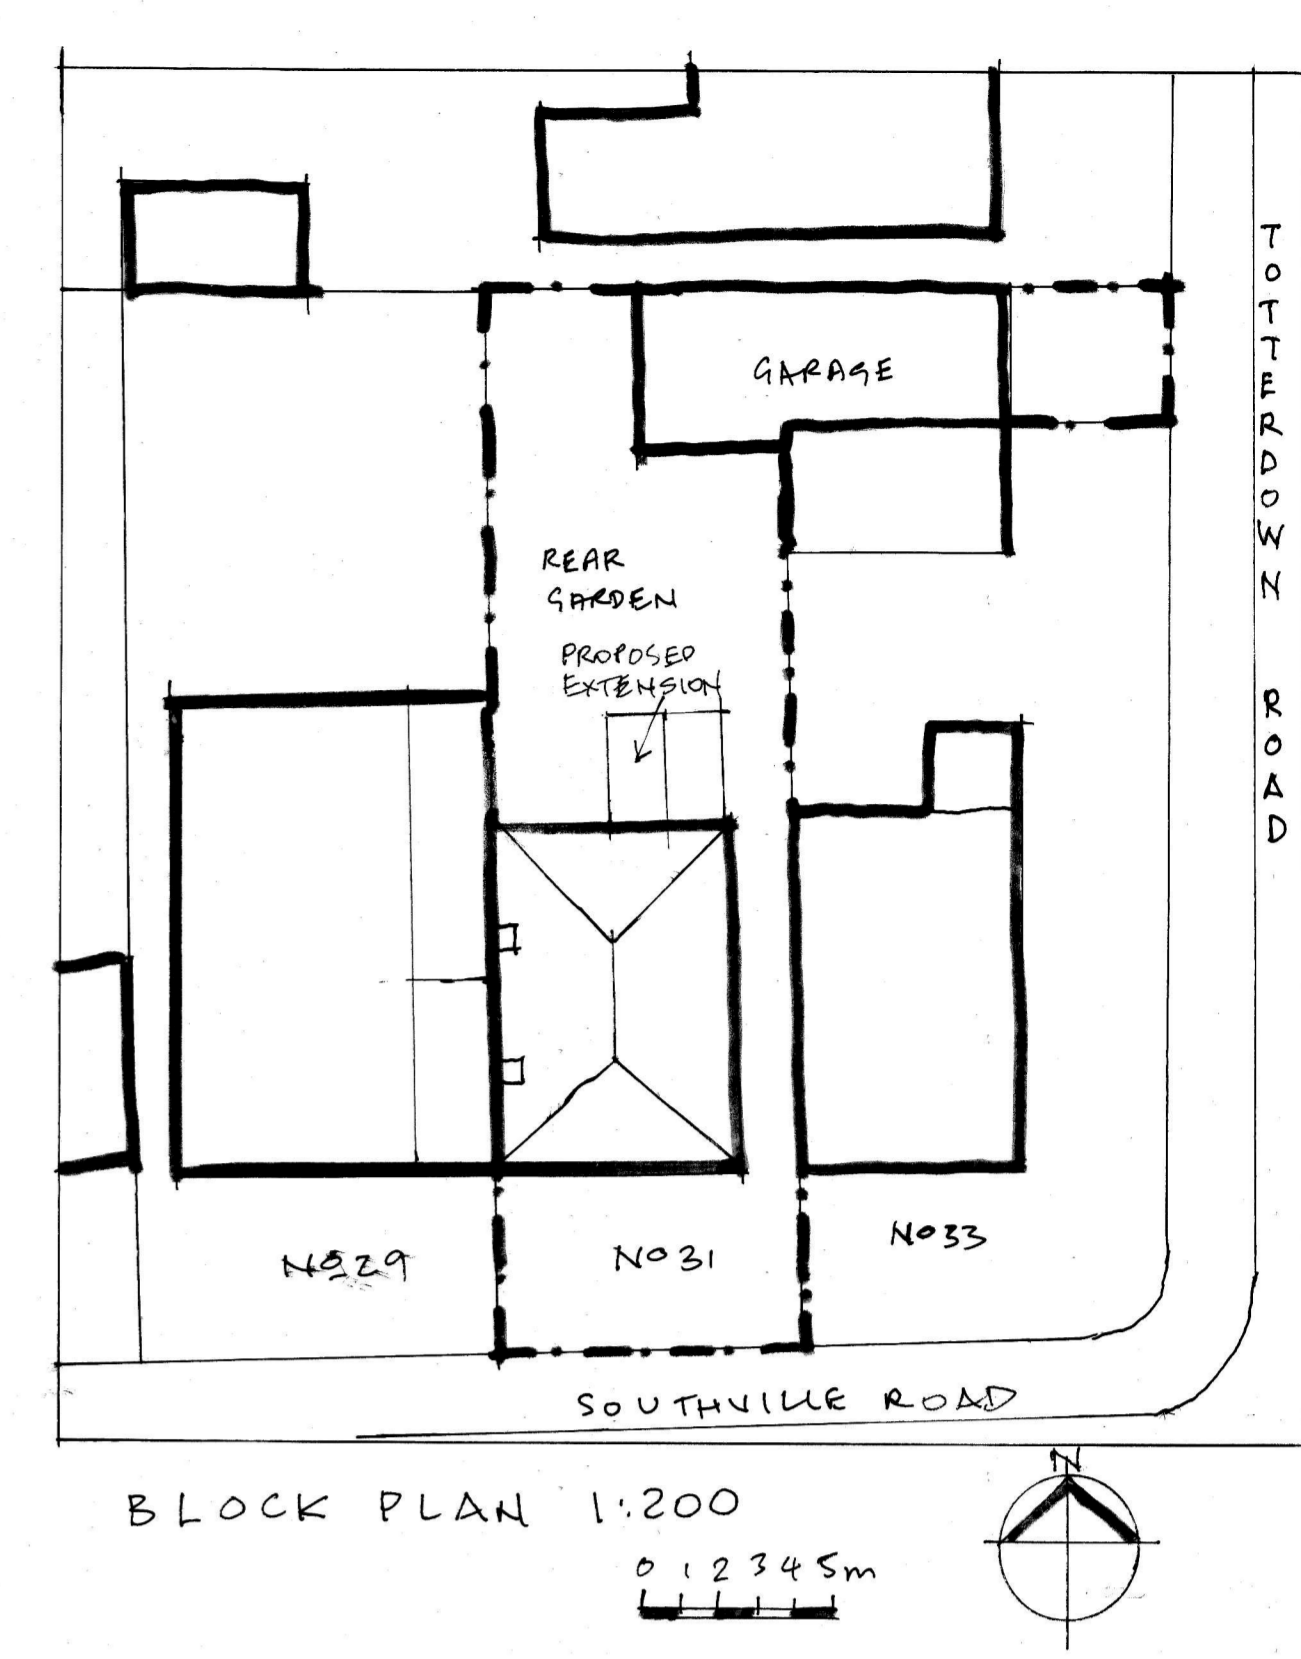 GARAGE
TOTTERDOWN ROAD
REAR
GARDEN
PROPOSED
EXTENSION
No29
No31
No33
SOUTHVILLE ROAD
BLOCK PLAN 1:200
N
0 1 2 3 4 5m